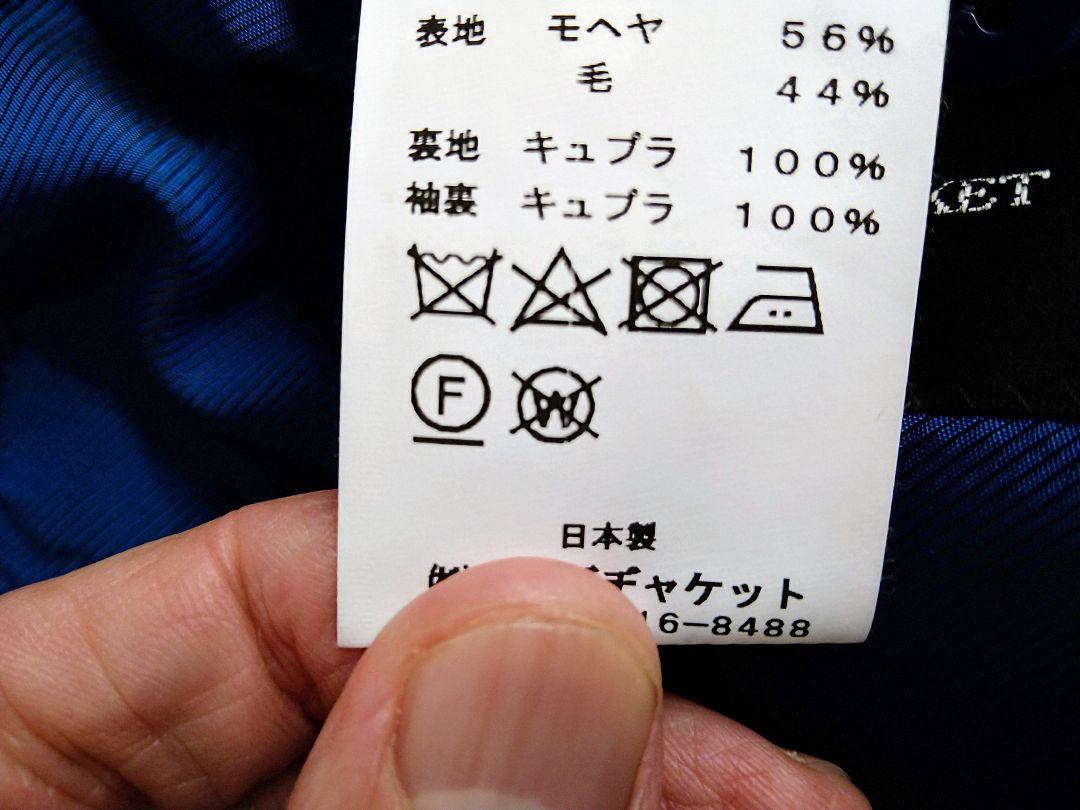 表地 モヘヤ 56%
毛 44%
裏地 キュプラ 100%
袖裏 キュプラ 100%
F
W
日本製
ャケット
16-8488